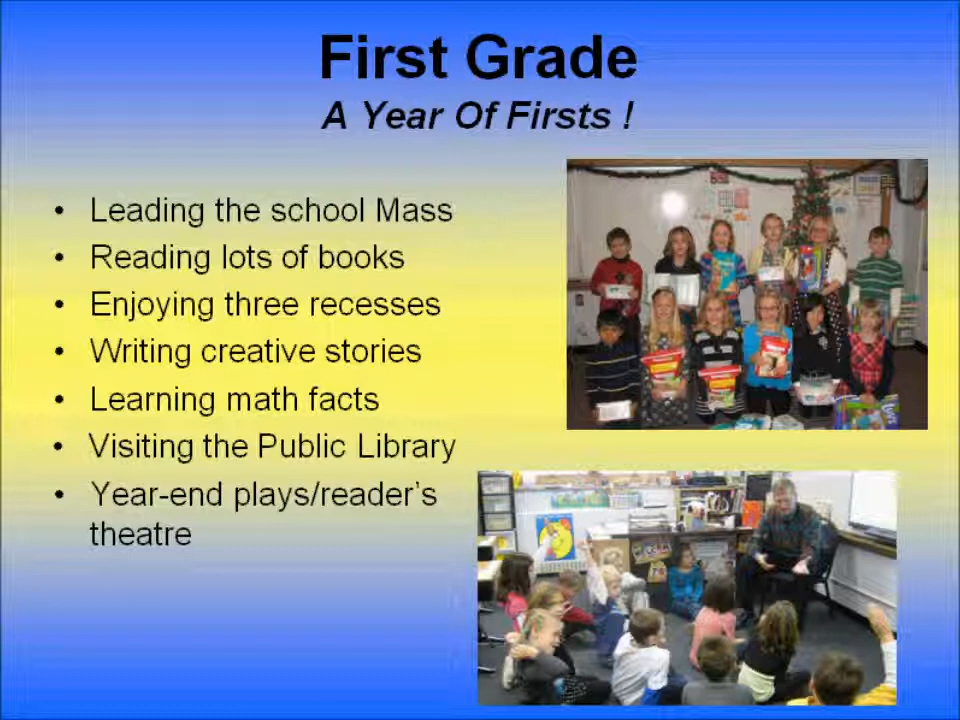 First Grade
A Year Of Firsts !
• Leading the school Mass
• Reading lots of books
• Enjoying three recesses
• Writing creative stories
• Learning math facts
• Visiting the Public Library
• Year-end plays/reader's
theatre